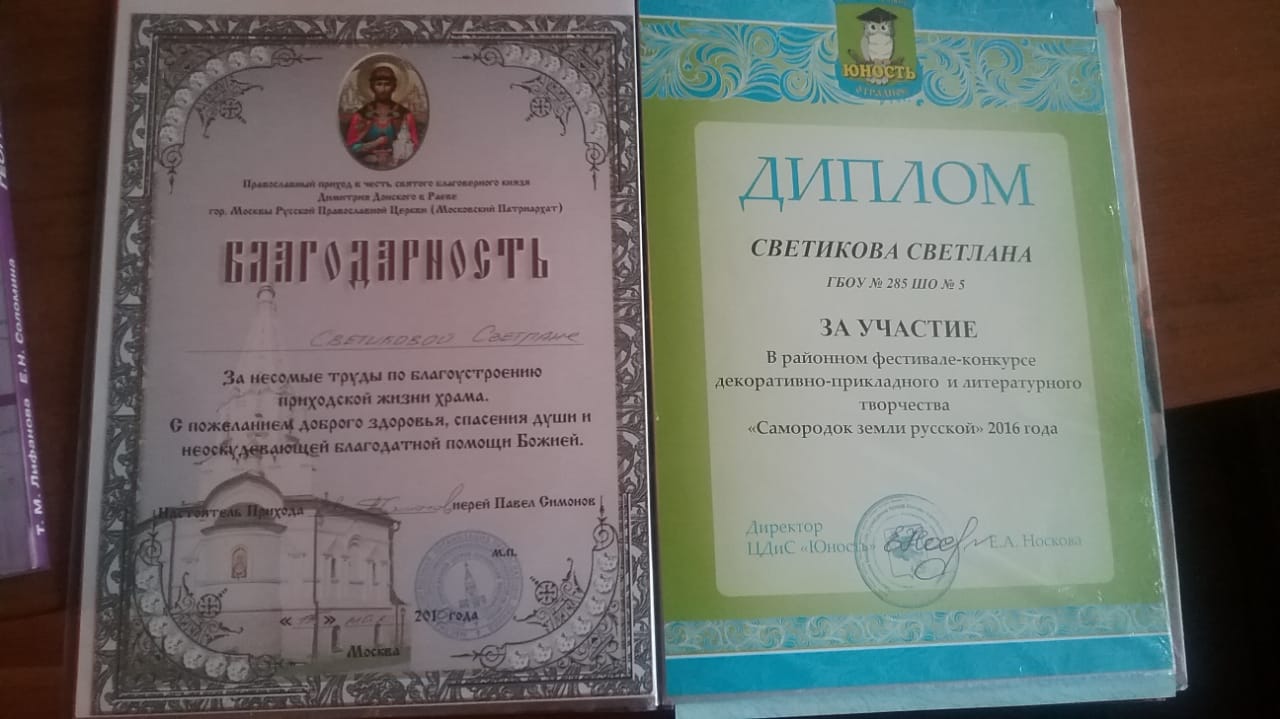 Т. М. Лифанова Е.Н. Соломина
Православный приход в честь святого благоверного князя
Димитрия Донского в Раеве
гор. Москвы Русской Православной Церкви (Московский Патриархат)
БЛАГОДАРНОСТЬ
Светиковой Светлане
За несомые труды по благоустроению
приходской жизни храма.
С пожеланием доброго здоровья, спасения души и
неоскудевающей благодатной помощи Божией.
Настоятель Прихода иерей Павел Симонов
М.П.
года
Москва
ЮНОСТЬ
ДИПЛОМ
СВЕТИКОВА СВЕТЛАНА
ГБОУ № 285 ШО № 5
ЗА УЧАСТИЕ
В районном фестивале-конкурсе
декоративно-прикладного и литературного
творчества
«Самородок земли русской» 2016 года
Директор
ЦДиС «Юность» Е.А. Носкова